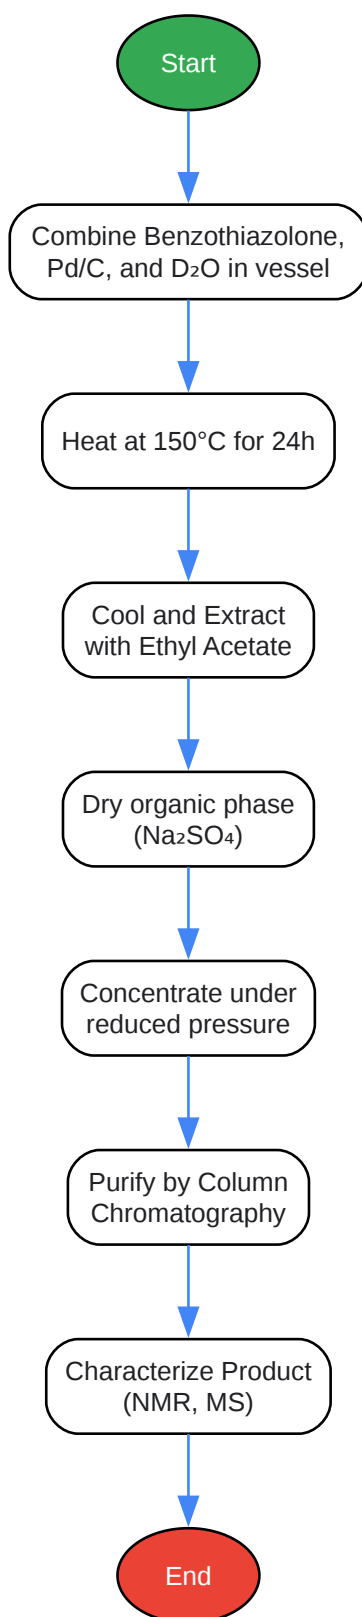 Start
Combine Benzothiazolone,
Pd/C, and D₂O in vessel
Heat at 150°C for 24h
Cool and Extract
with Ethyl Acetate
Dry organic phase
(Na₂SO₄)
Concentrate under
reduced pressure
Purify by Column
Chromatography
Characterize Product
(NMR, MS)
End